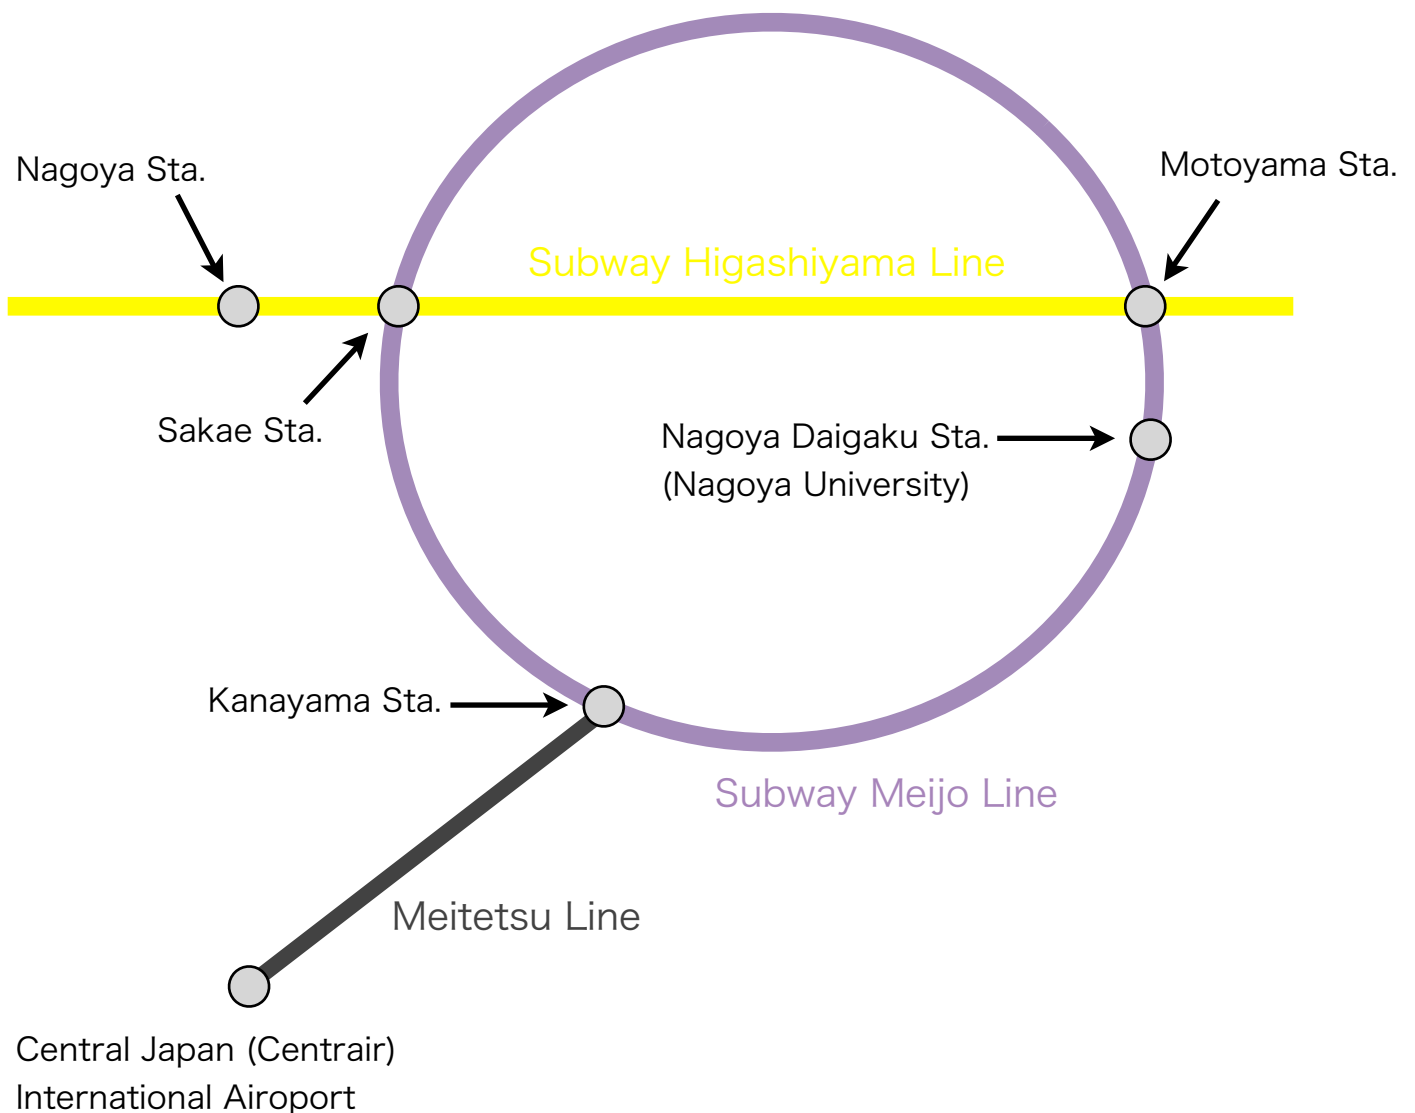 Nagoya Sta.
Motoyama Sta.
Subway Higashiyama Line
Sakae Sta.
Nagoya Daigaku Sta.
(Nagoya University)
Kanayama Sta.
Subway Meijo Line
Meitetsu Line
Central Japan (Centrair)
International Airoport